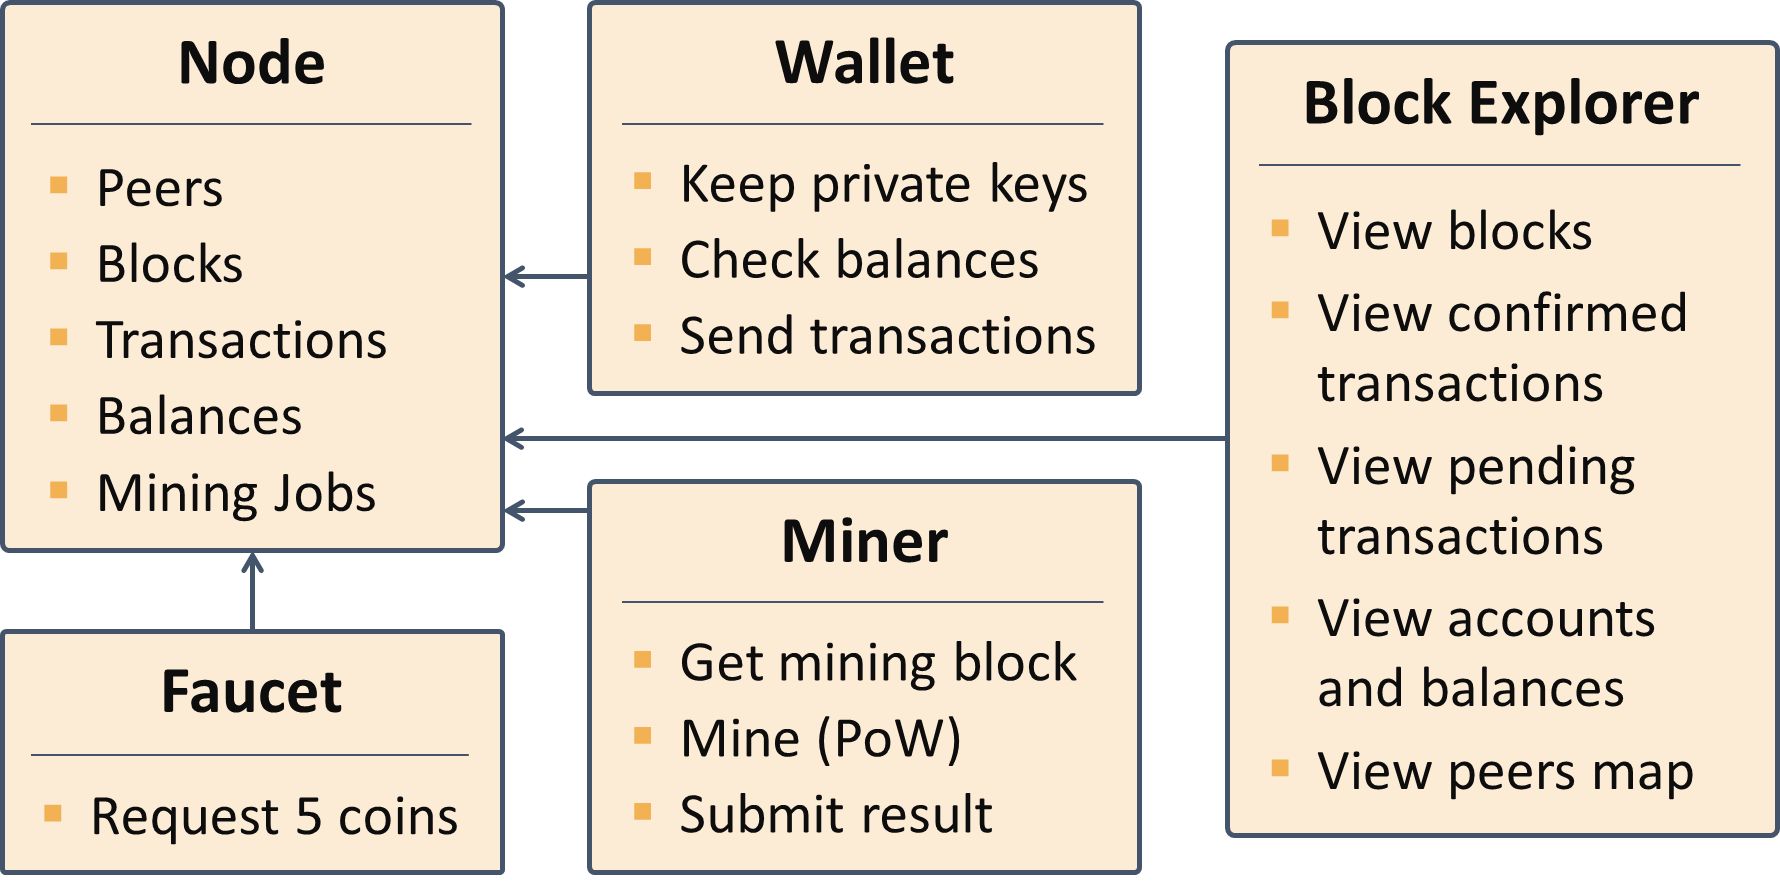 Node
Peers
Blocks
Transactions
Balances
Mining Jobs
Wallet
Keep private keys
Check balances
Send transactions
Block Explorer
View blocks
View confirmed
transactions
View pending
transactions
View accounts
and balances
View peers map
Faucet
Request 5 coins
Miner
Get mining block
Mine (PoW)
Submit result